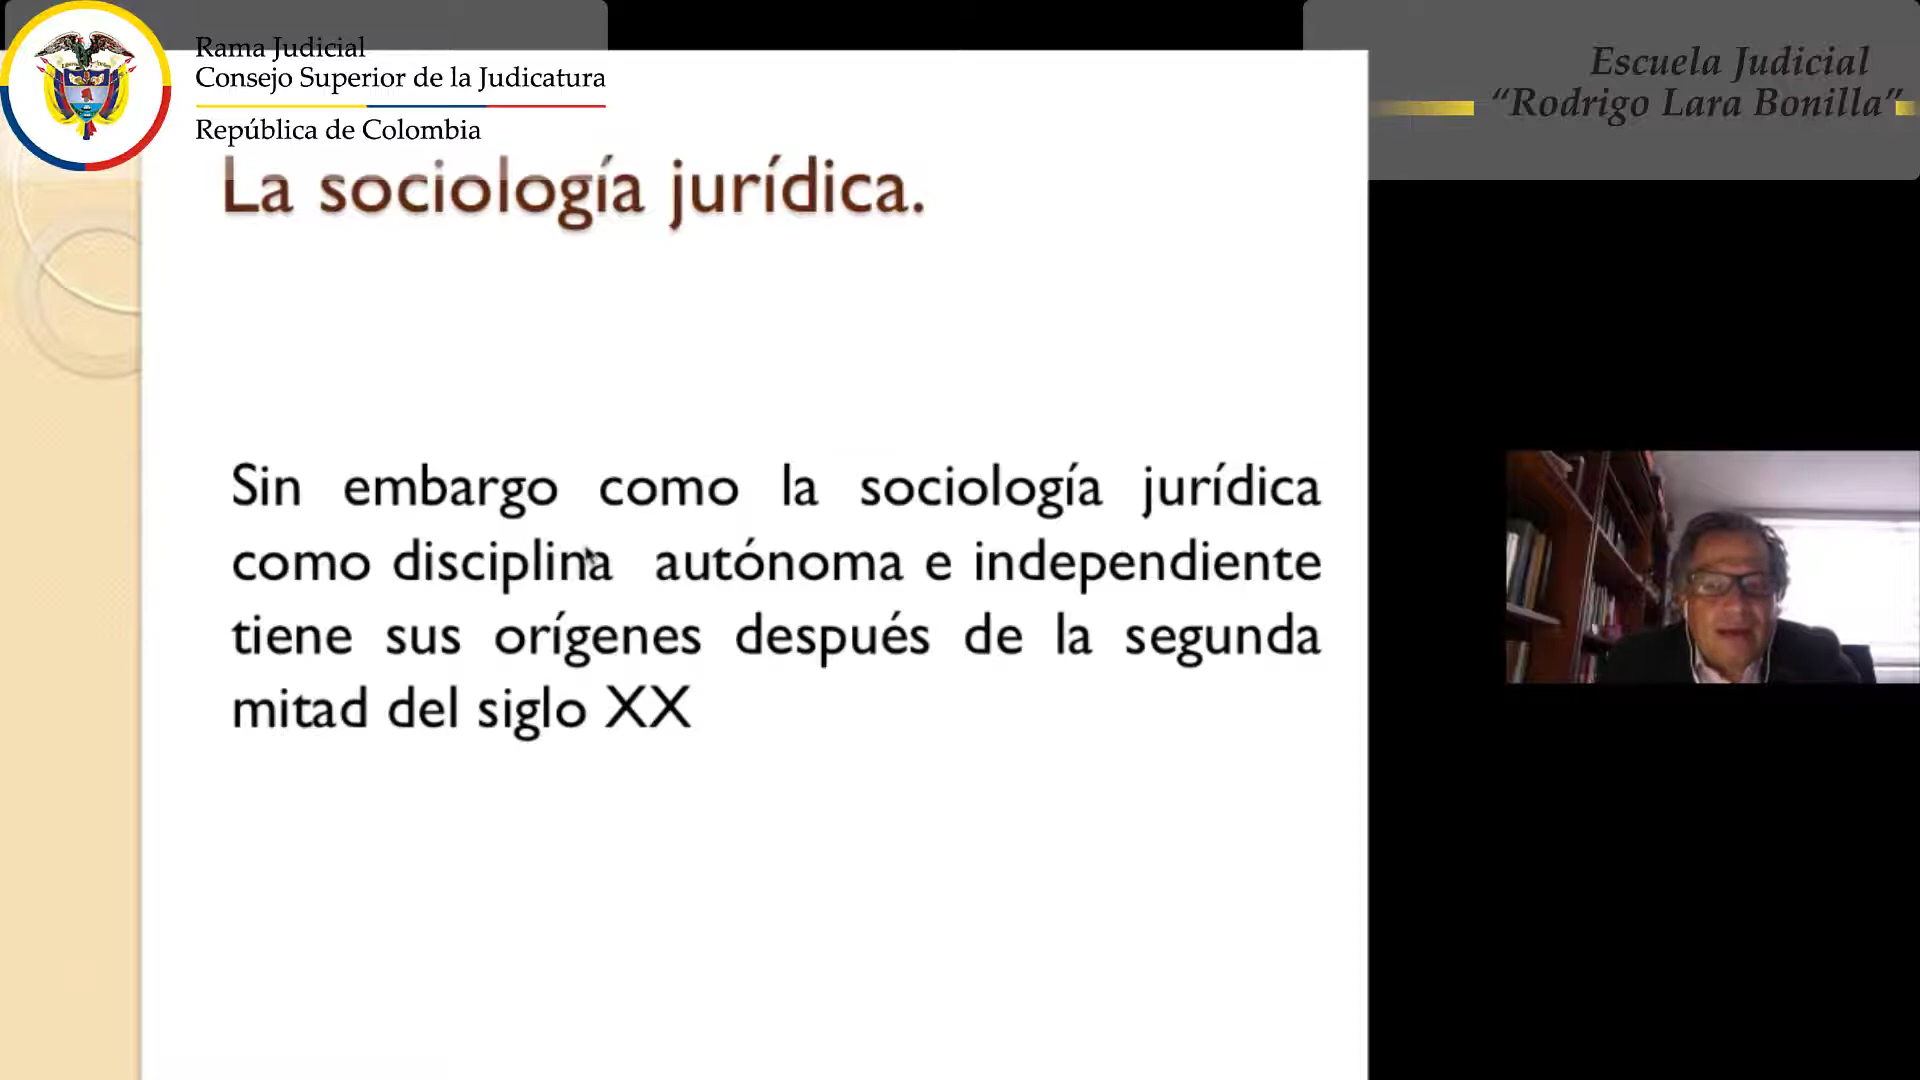 Rama Judicial
Consejo Superior de la Judicatura
República de Colombia
Escuela Judicial
“Rodrigo Lara Bonilla”
La sociología jurídica.
Sin embargo como la sociología jurídica
como disciplina autónoma e independiente
tiene sus orígenes después de la segunda
mitad del siglo XX